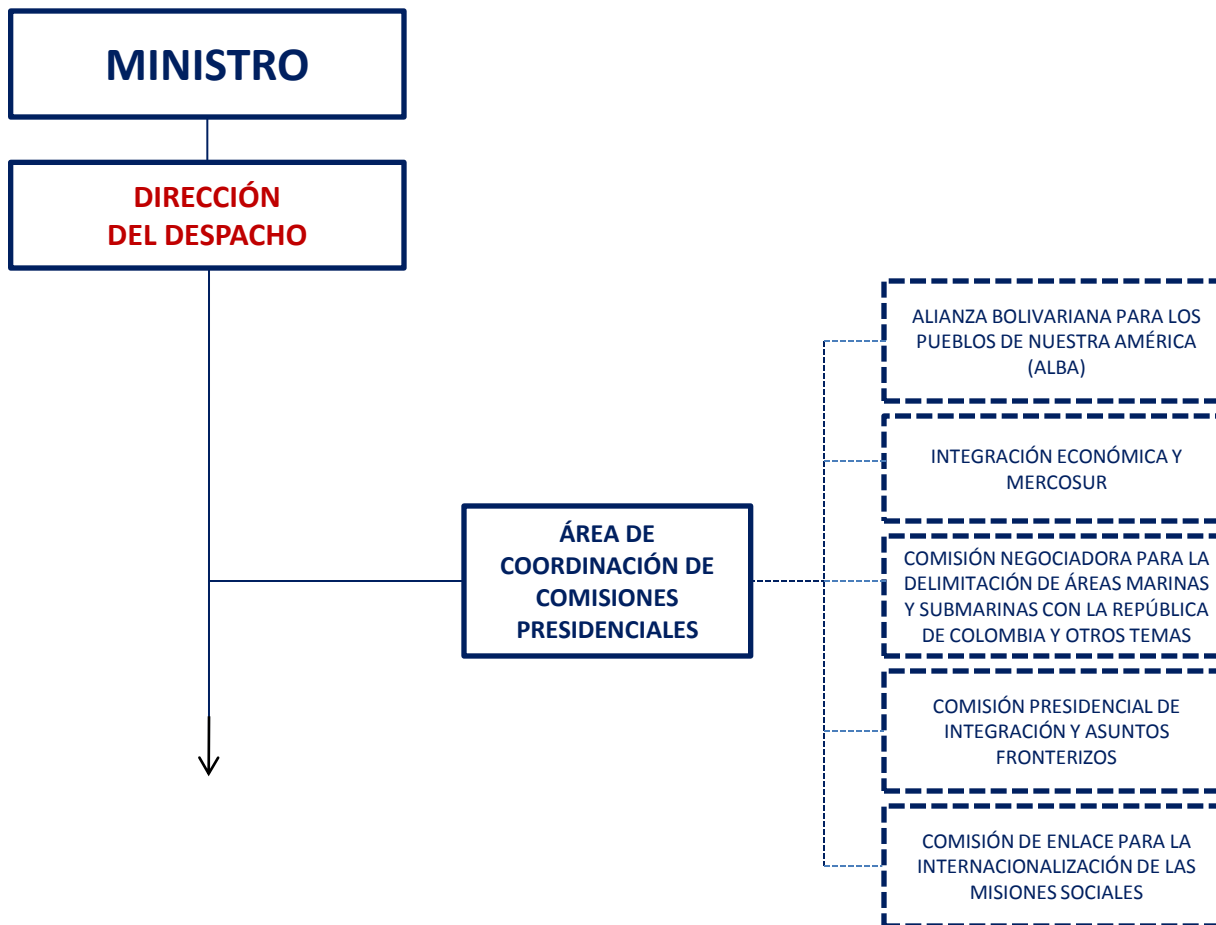 MINISTRO
DIRECCIÓN
DEL DESPACHO
ÁREA DE
COORDINACIÓN DE
COMISIONES
PRESIDENCIALES
ALIANZA BOLIVARIANA PARA LOS
PUEBLOS DE NUESTRA AMÉRICA
(ALBA)
INTEGRACIÓN ECONÓMICA Y
MERCOSUR
COMISIÓN NEGOCIADORA PARA LA
DELIMITACIÓN DE ÁREAS MARINAS
Y SUBMARINAS CON LA REPÚBLICA
DE COLOMBIA Y OTROS TEMAS
COMISIÓN PRESIDENCIAL DE
INTEGRACIÓN Y ASUNTOS
FRONTERIZOS
COMISIÓN DE ENLACE PARA LA
INTERNACIONALIZACIÓN DE LAS
MISIONES SOCIALES